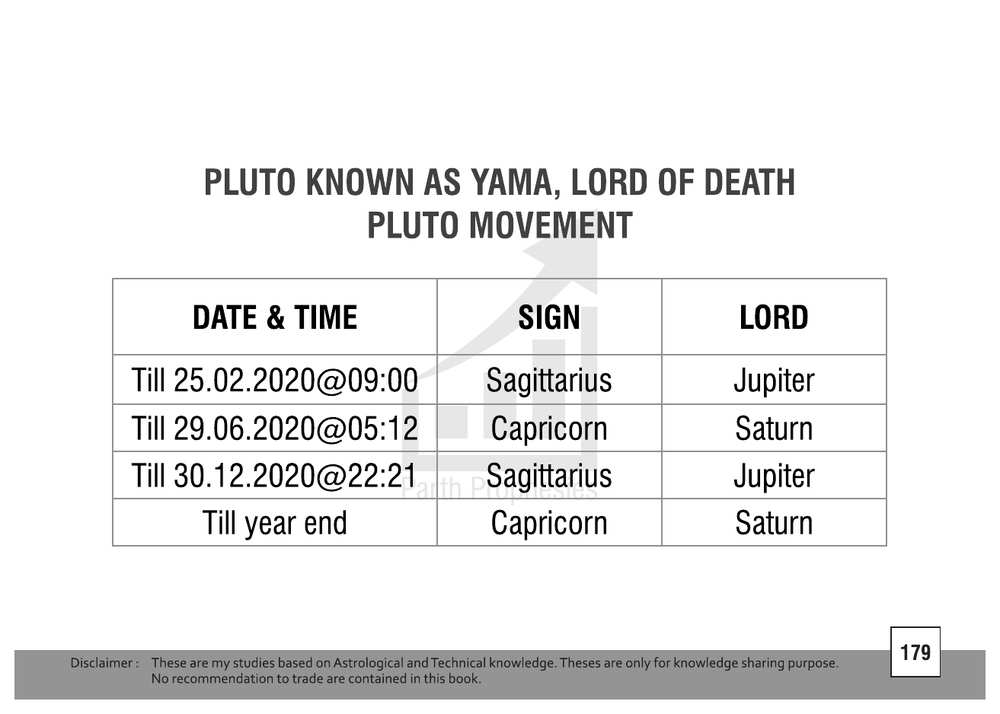 PLUTO KNOWN AS YAMA, LORD OF DEATH
PLUTO MOVEMENT
DATE & TIME SIGN LORD
Till 25.02.2020@09:00 Sagittarius Jupiter
Till 29.06.2020@05:12 Capricorn Saturn
Till 30.12.2020@22:21 Sagittarius Jupiter
Parth Prophesies
Till year end Capricorn Saturn
179
Disclaimer : These are my studies based on Astrological and Technical knowledge. Theses are only for knowledge sharing purpose.
No recommendation to trade are contained in this book.